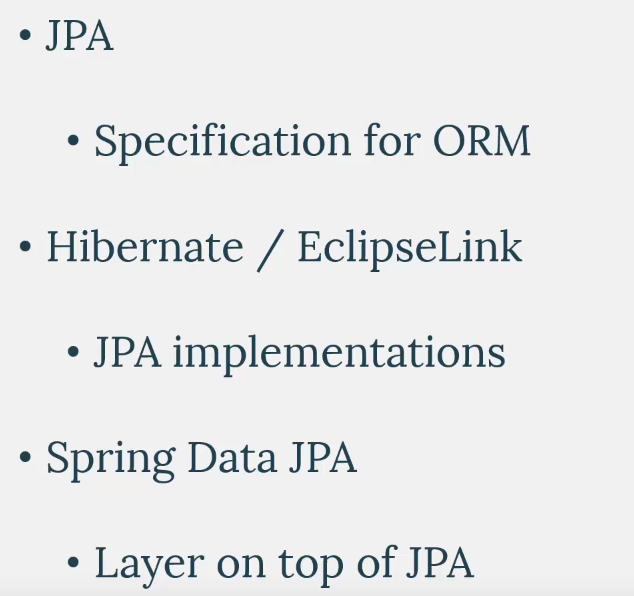 • JPA
• Specification for ORM
• Hibernate / EclipseLink
• JPA implementations
• Spring Data JPA
• Layer on top of JPA